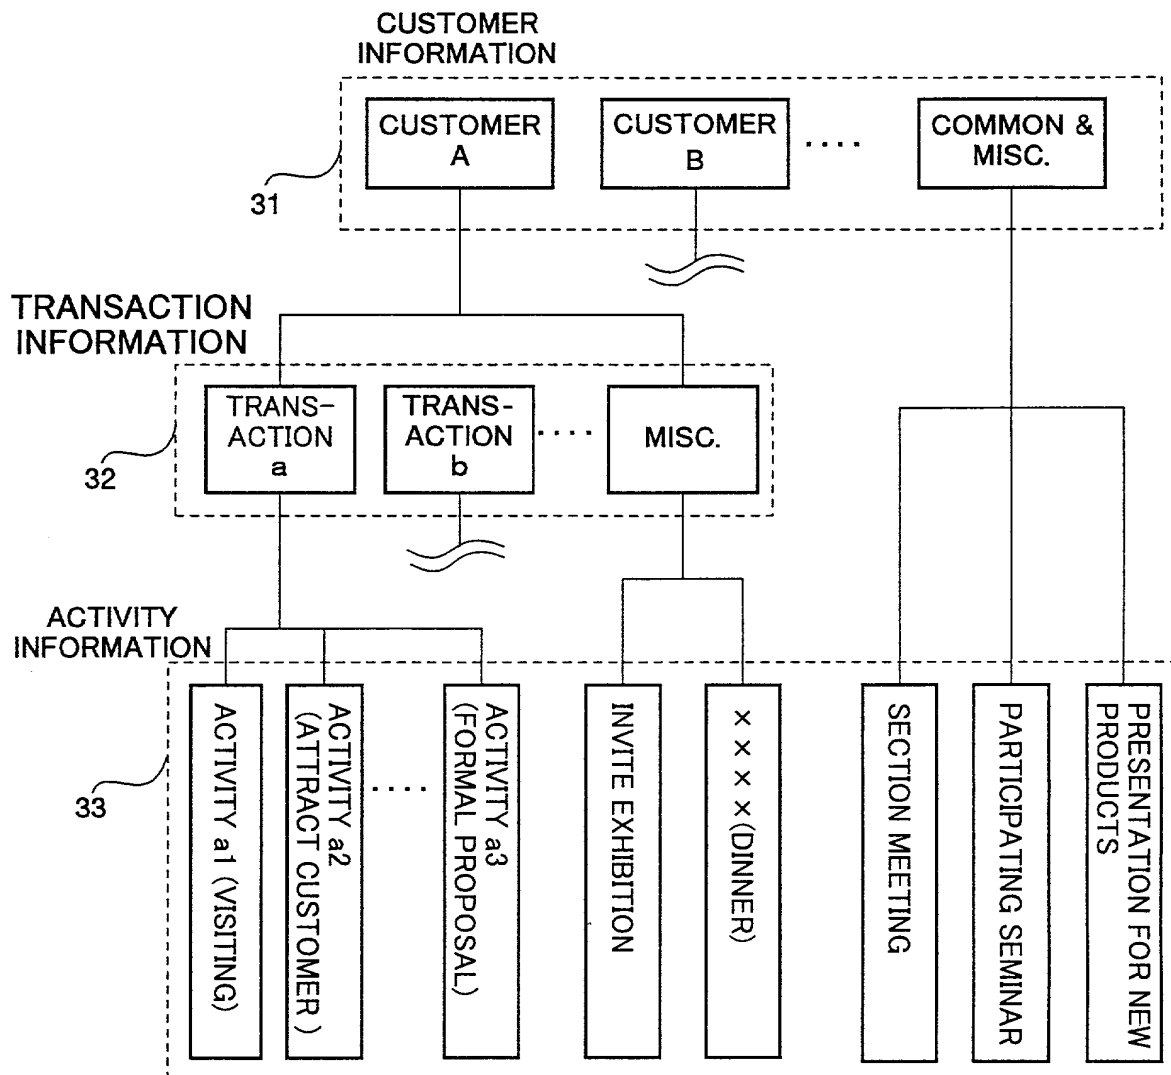 CUSTOMER
INFORMATION
CUSTOMER
A
CUSTOMER
B
....
COMMON &
MISC.
31
TRANSACTION
INFORMATION
TRANS-
ACTION
a
TRANS-
ACTION
b
....
MISC.
32
ACTIVITY
INFORMATION
ACTIVITY a1 (VISITING)
ACTIVITY a2
(ATTRACT CUSTOMER)
....
ACTIVITY a3
(FORMAL PROPOSAL)
INVITE EXHIBITION
××××(DINNER)
SECTION MEETING
PARTICIPATING SEMINAR
PRESENTATION FOR NEW
PRODUCTS
33